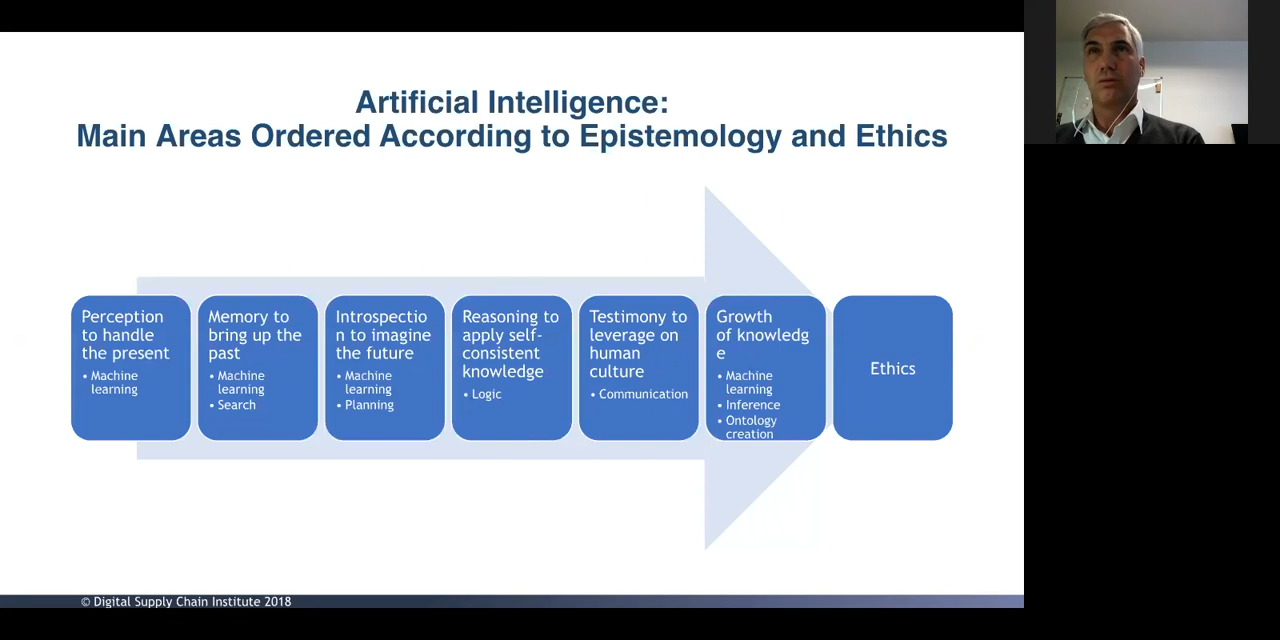 Artificial Intelligence:
Main Areas Ordered According to Epistemology and Ethics
Perception
to handle
the present
• Machine
learning
Memory to
bring up the
past
• Machine
learning
• Search
Introspectio
n to imagine
the future
• Machine
learning
• Planning
Reasoning to
apply self-
consistent
knowledge
• Logic
Testimony to
leverage on
human
culture
• Communication
Growth
of knowledg
e
• Machine
learning
• Inference
• Ontology
creation
Ethics
© Digital Supply Chain Institute 2018